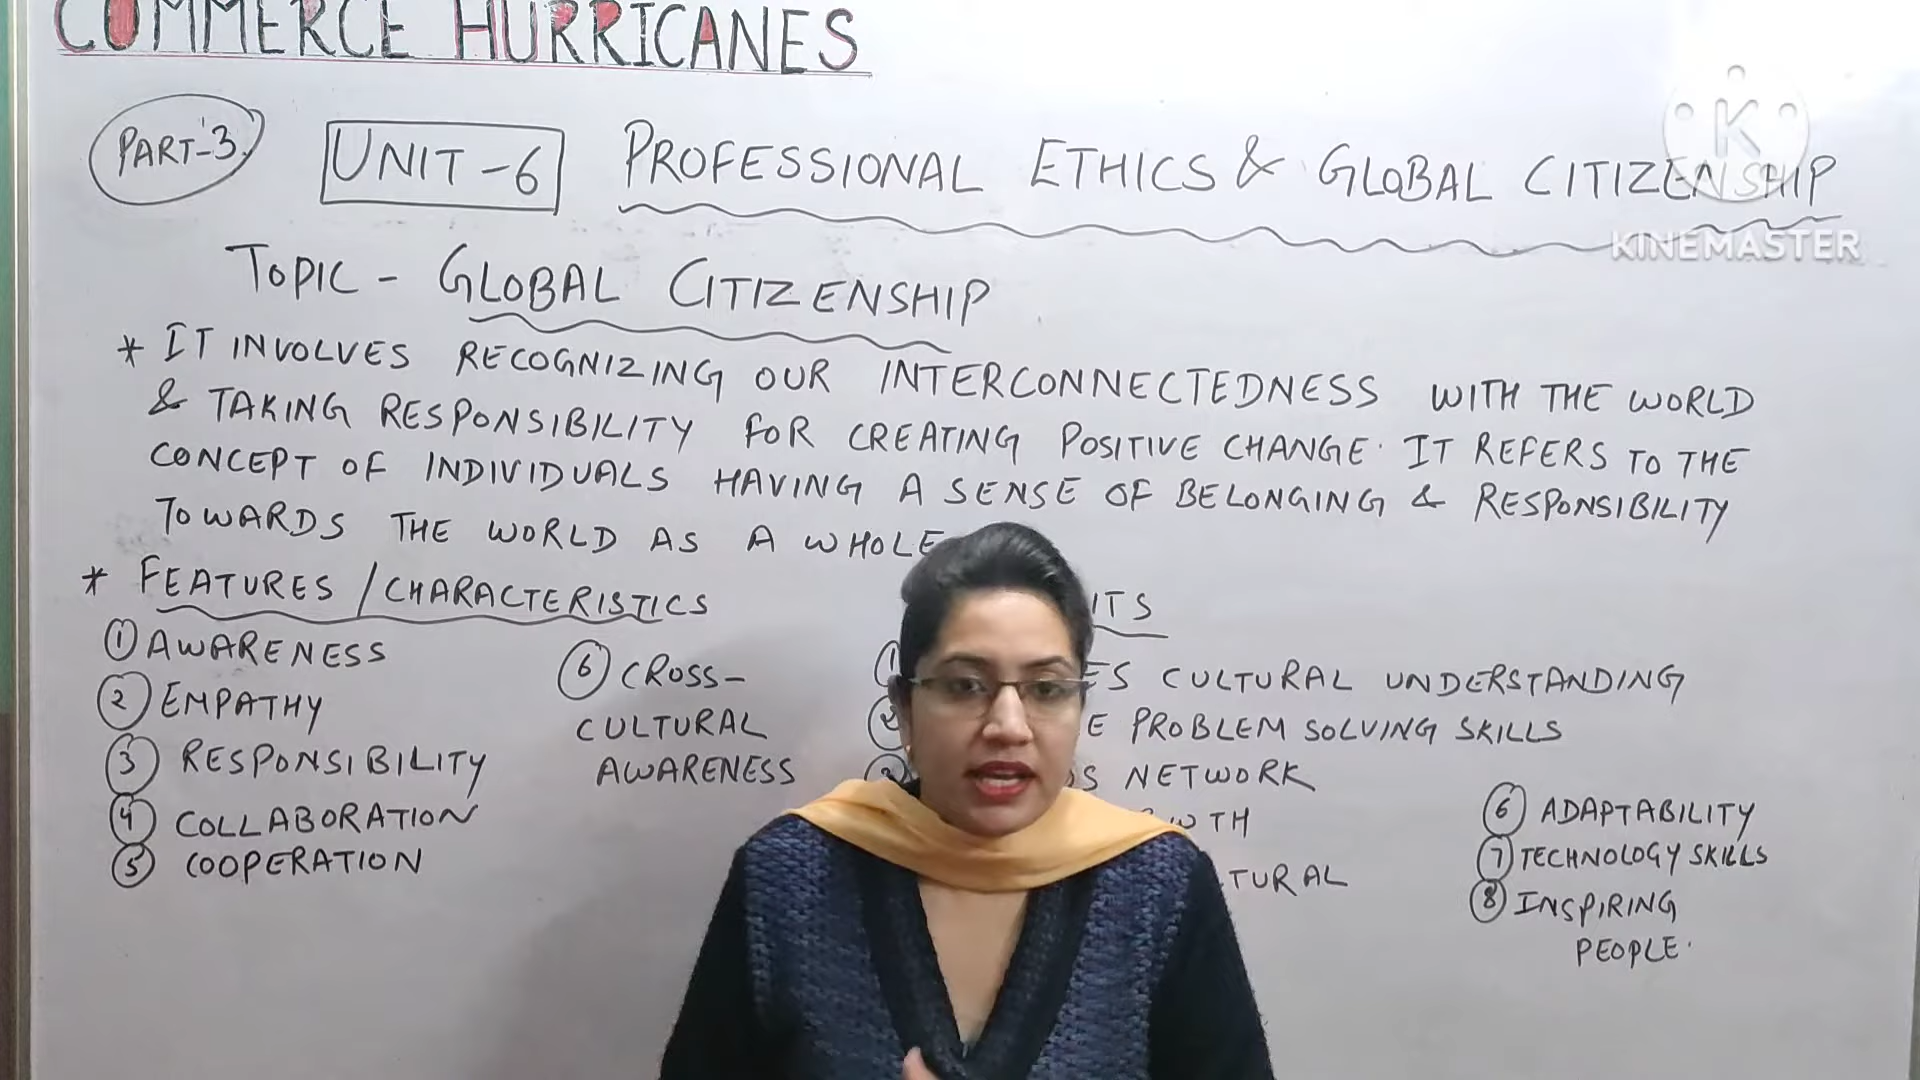 COMMERCE HURRICANES
PART-3
UNIT-6 PROFESSIONAL ETHICS & GLOBAL CITIZENSHIP
KINEMASTER
TOPIC - GLOBAL CITIZENSHIP
* IT INVOLVES RECOGNIZING OUR INTERCONNECTEDNESS WITH THE WORLD
& TAKING RESPONSIBILITY FOR CREATING POSITIVE CHANGE. IT REFERS TO THE
CONCEPT OF INDIVIDUALS HAVING A SENSE OF BELONGING & RESPONSIBILITY
TOWARDS THE WORLD AS A WHOLE
* FEATURES / CHARACTERISTICS
① AWARENESS
② EMPATHY
③ RESPONSIBILITY
④ COLLABORATION
⑤ COOPERATION
⑥ CROSS-
CULTURAL
AWARENESS
①
CULTURAL UNDERSTANDING
②
PROBLEM SOLVING SKILLS
③
NETWORK
⑥ ADAPTABILITY
⑦ TECHNOLOGY SKILLS
⑧ INSPIRING
PEOPLE.